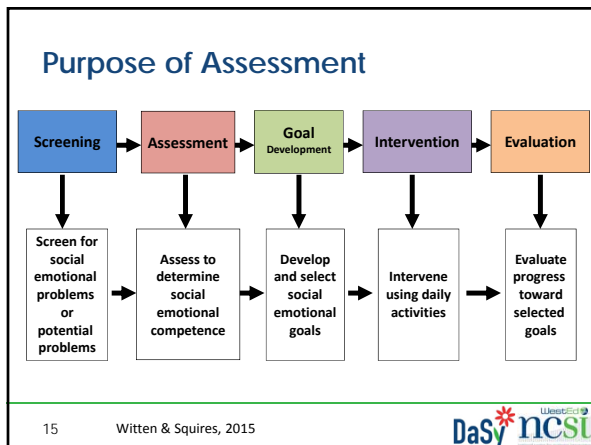 Purpose of Assessment
Screening
Assessment
Goal
Development
Intervention
Evaluation
Screen for
social
emotional
problems
or
potential
problems
Assess to
determine
social
emotional
competence
Develop
and select
social
emotional
goals
Intervene
using daily
activities
Evaluate
progress
toward
selected
goals
15 Witten & Squires, 2015
DaSy
WestEd
ncsi